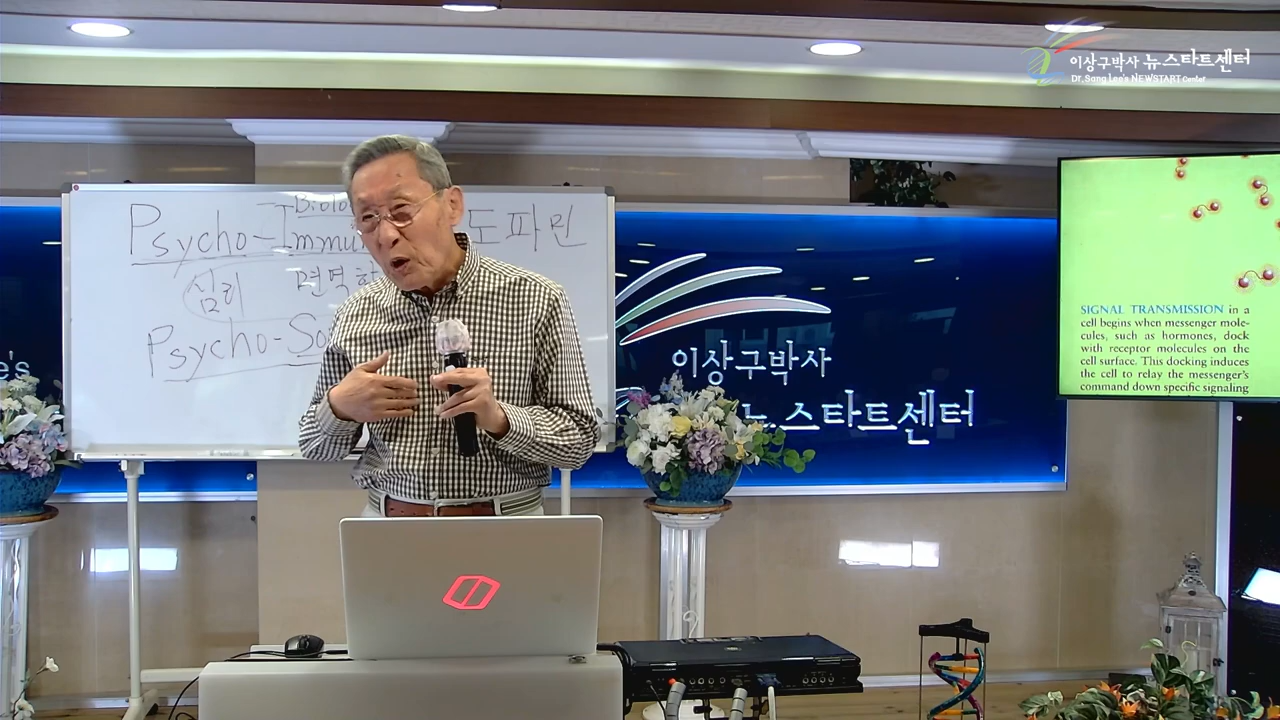 이상구박사 뉴스타트센터
Dr. Sang Lee's NEWSTART Center
Psycho-Immu
도파민
심리
면역학
Psycho-So
이상구박사
뉴스타트센터
SIGNAL TRANSMISSION in a
cell begins when messenger mole-
cules, such as hormones, dock
with receptor molecules on the
cell surface. This docking induces
the cell to relay the messenger's
command down specific signaling